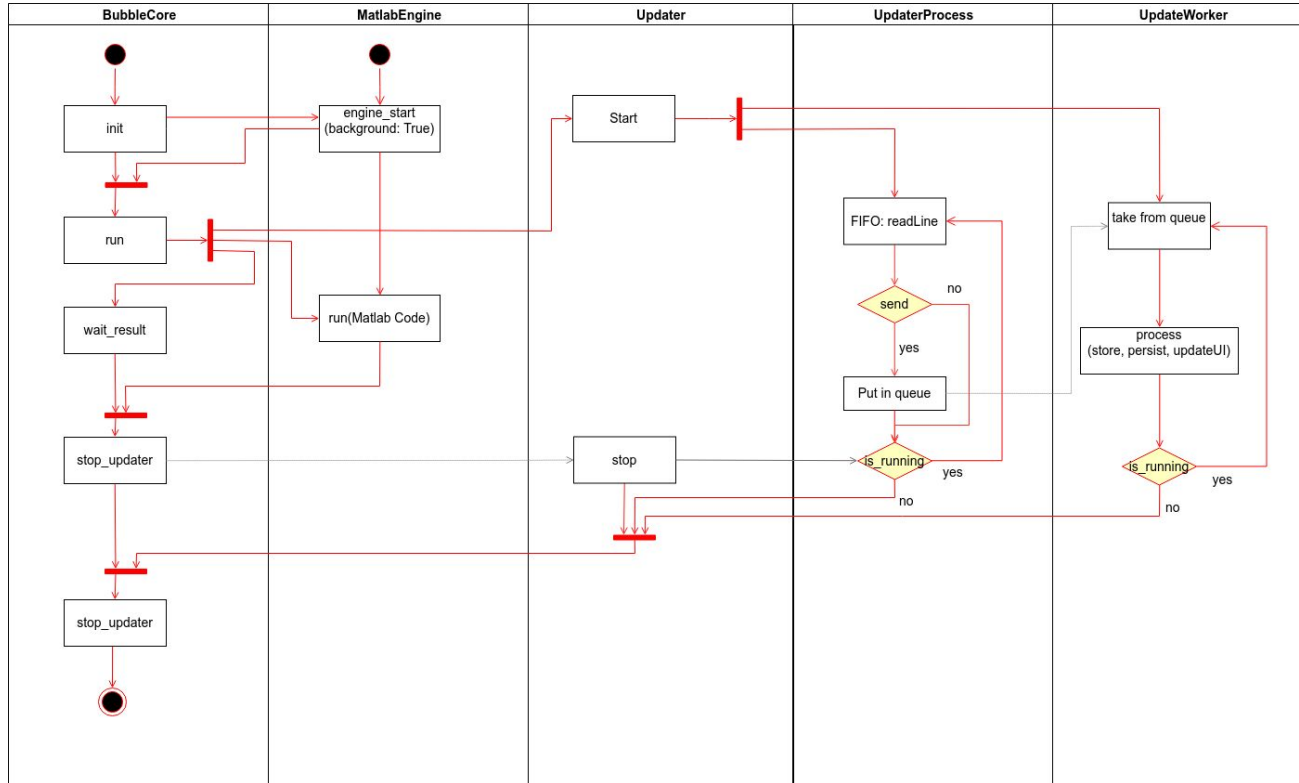 BubbleCore
MatlabEngine
Updater
UpdaterProcess
UpdateWorker
init
engine_start
(background: True)
Start
run
FIFO: readLine
take from queue
send
no
wait_result
run(Matlab Code)
yes
process
(store, persist, updateUI)
Put in queue
stop_updater
stop
is_running
yes
no
is_running
yes
no
stop_updater